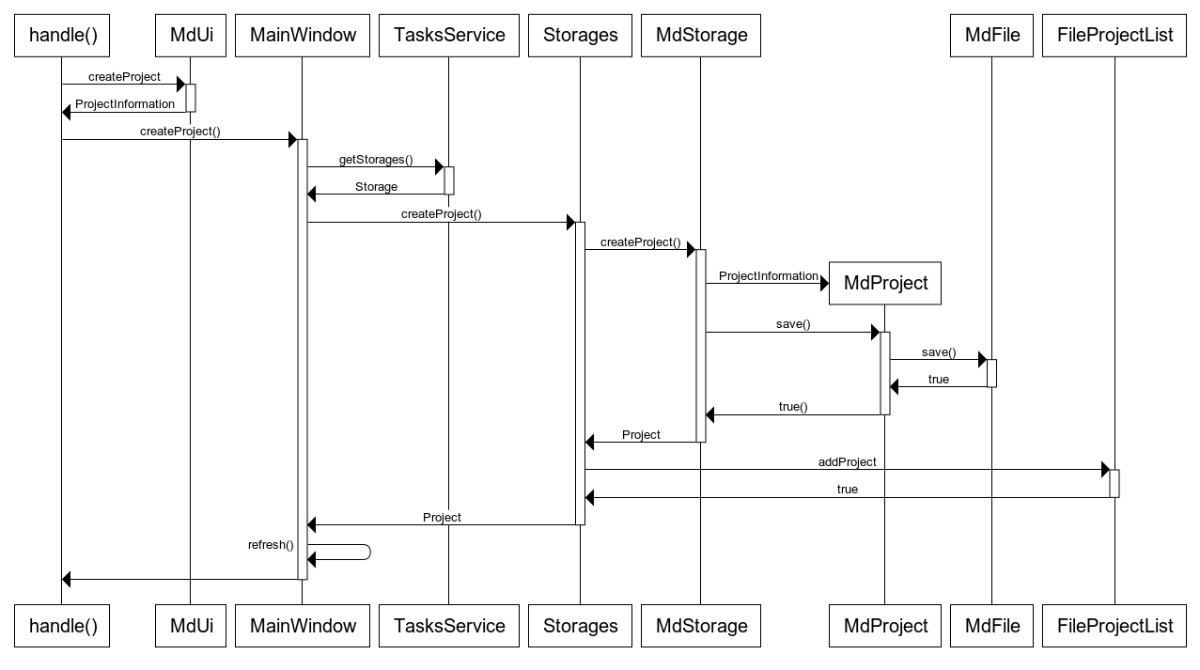 handle() MdUi MainWindow TasksService Storages MdStorage MdFile FileProjectList
createProject
ProjectInformation
createProject()
getStorages()
Storage
createProject()
createProject()
ProjectInformation MdProject
save()
save()
true
true()
Project
addProject
true
Project
refresh()
handle() MdUi MainWindow TasksService Storages MdStorage MdProject MdFile FileProjectList